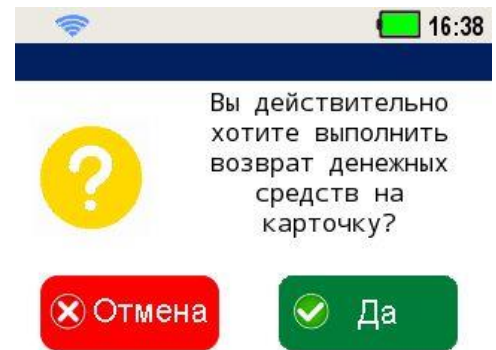 16:38
Вы действительно
хотите выполнить
возврат денежных
средств на
карточку?
Отмена
Да